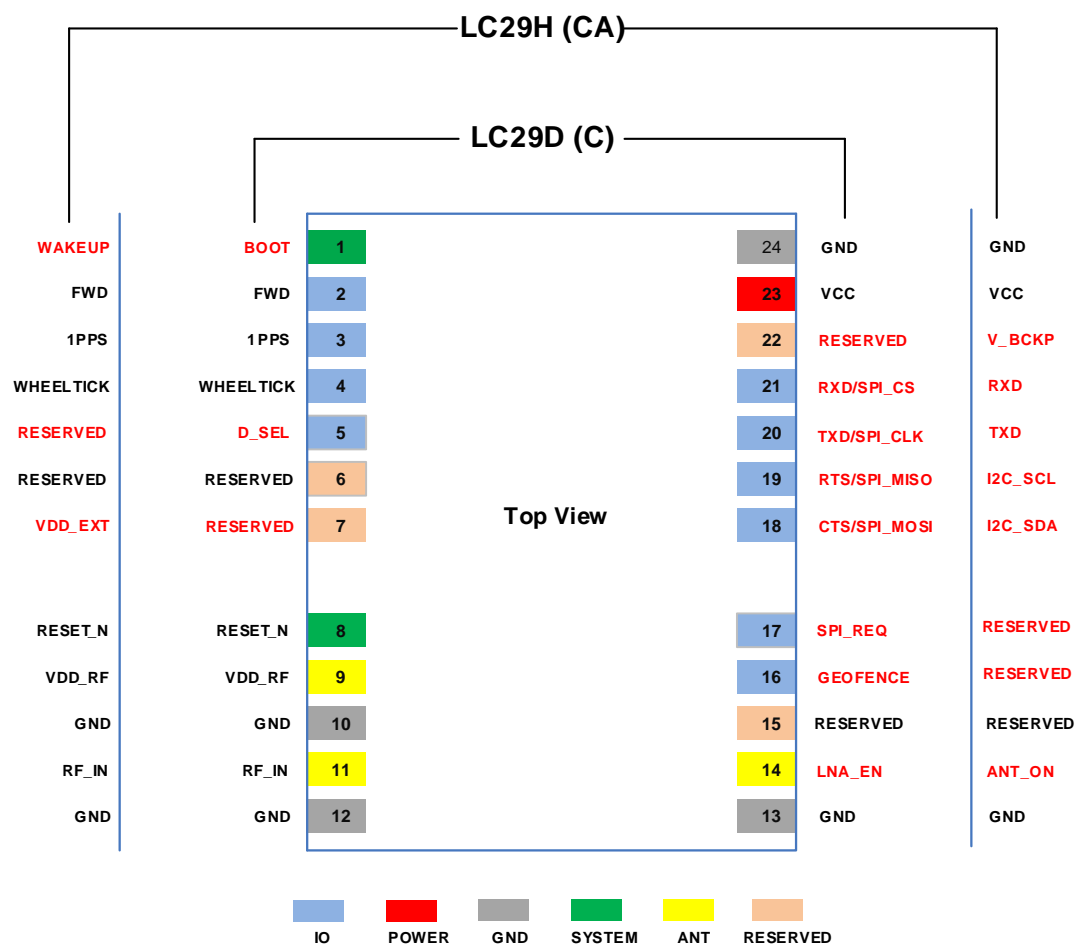 LC29H (CA)
LC29D (C)
WAKEUP BOOT 1 24 GND GND
FWD FWD 2 23 VCC VCC
1PPS 1PPS 3 22 RESERVED V_BCKP
WHEELTICK WHEELTICK 4 21 RXD/SPI_CS RXD
RESERVED D_SEL 5 20 TXD/SPI_CLK TXD
RESERVED RESERVED 6 19 RTS/SPI_MISO I2C_SCL
VDD_EXT RESERVED 7 Top View 18 CTS/SPI_MOSI I2C_SDA
RESET_N RESET_N 8 17 SPI_REQ RESERVED
VDD_RF VDD_RF 9 16 GEOFENCE RESERVED
GND GND 10 15 RESERVED RESERVED
RF_IN RF_IN 11 14 LNA_EN ANT_ON
GND GND 12 13 GND GND
IO POWER GND SYSTEM ANT RESERVED